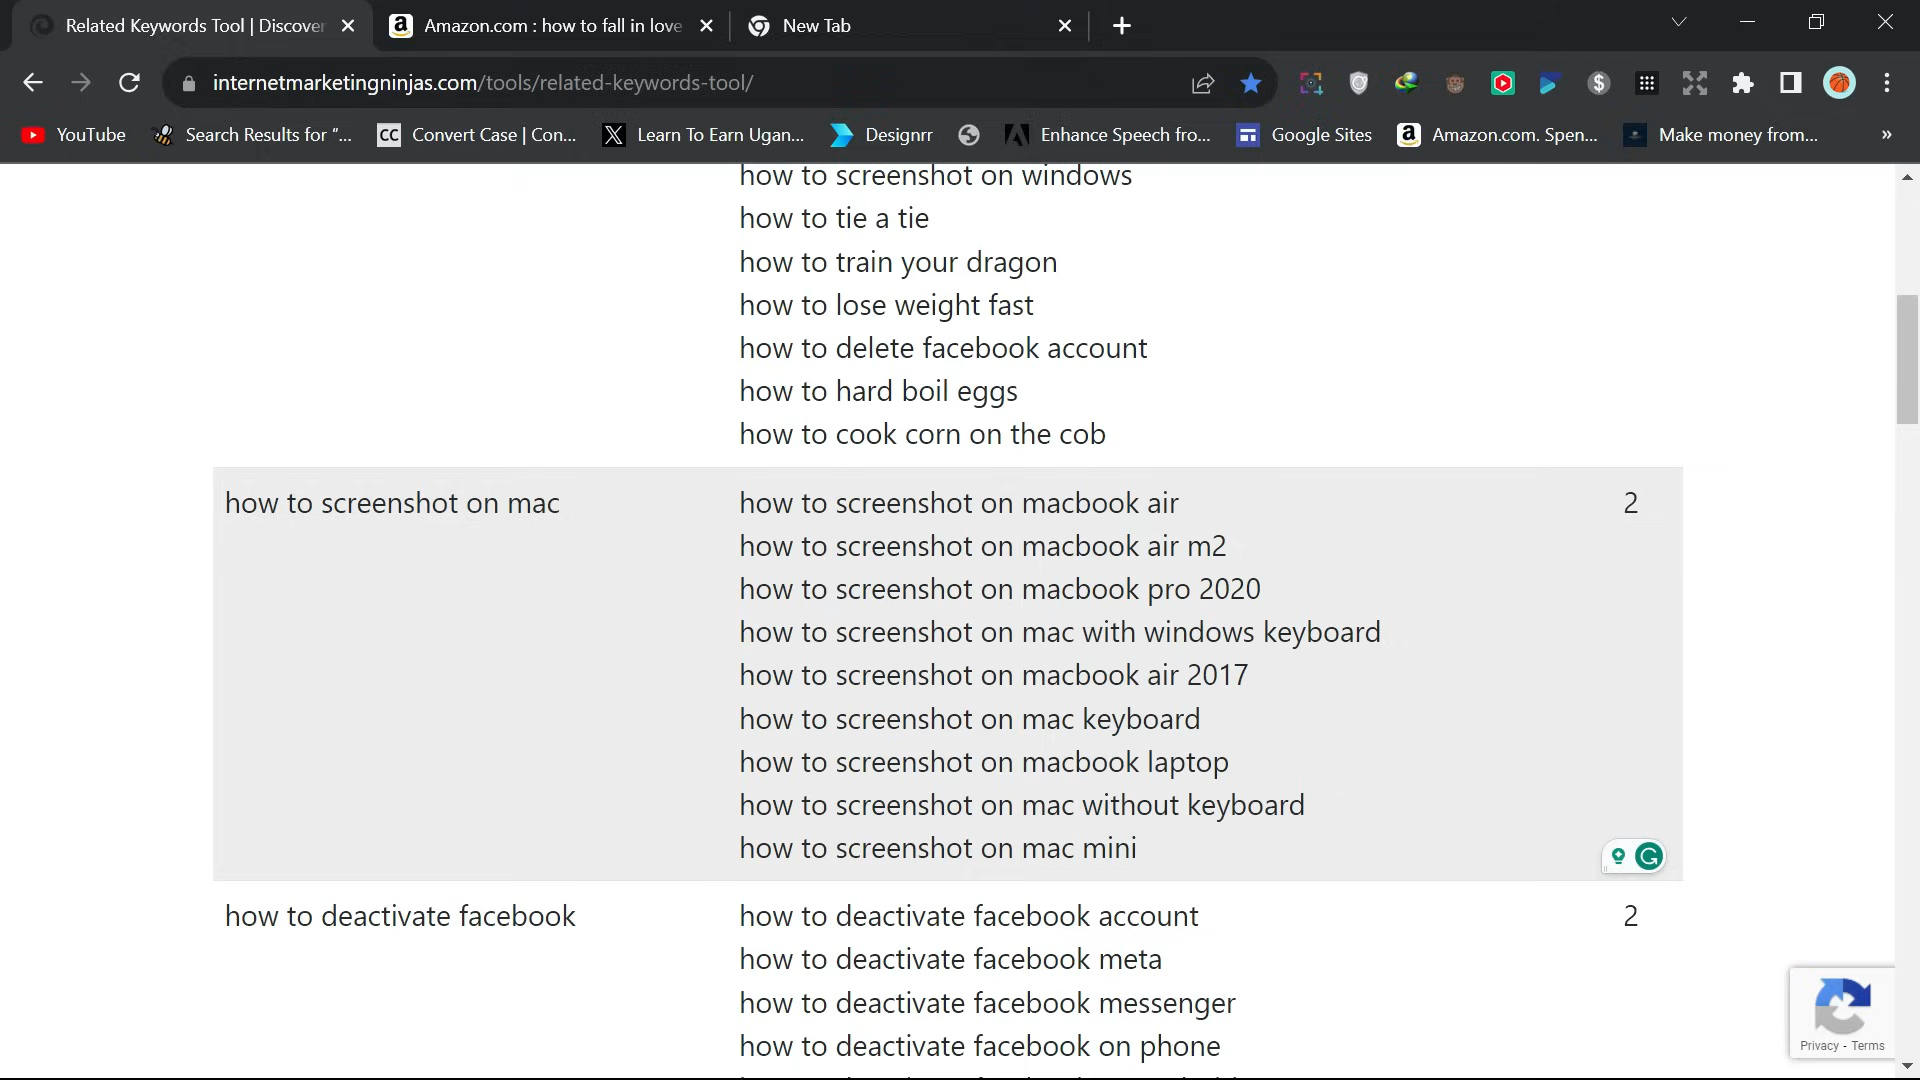 Related Keywords Tool | Discover
Amazon.com : how to fall in love
New Tab
internetmarketingninjas.com/tools/related-keywords-tool/
YouTube
Search Results for “...
CC Convert Case | Con...
Learn To Earn Ugan...
Designrr
Enhance Speech fro...
Google Sites
Amazon.com. Spen...
Make money from...
»
how to screenshot on windows
how to tie a tie
how to train your dragon
how to lose weight fast
how to delete facebook account
how to hard boil eggs
how to cook corn on the cob
how to screenshot on mac
how to screenshot on macbook air
2
how to screenshot on macbook air m2
how to screenshot on macbook pro 2020
how to screenshot on mac with windows keyboard
how to screenshot on macbook air 2017
how to screenshot on mac keyboard
how to screenshot on macbook laptop
how to screenshot on mac without keyboard
how to screenshot on mac mini
how to deactivate facebook
how to deactivate facebook account
2
how to deactivate facebook meta
how to deactivate facebook messenger
how to deactivate facebook on phone
Privacy - Terms